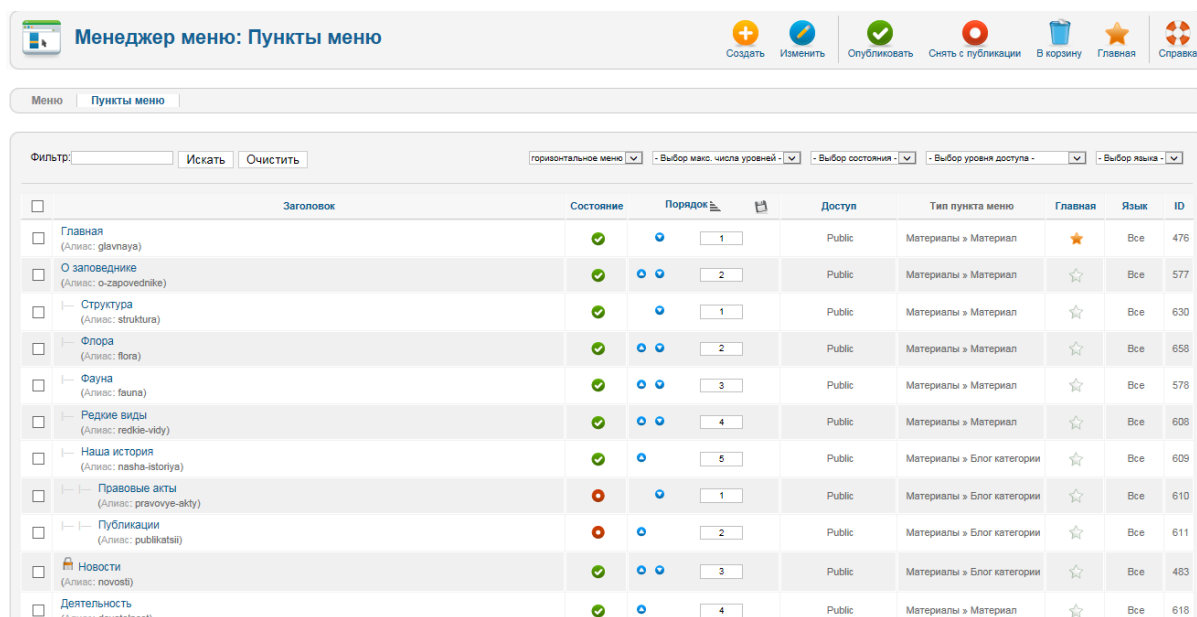 Менеджер меню: Пункты меню
Создать Изменить Опубликовать Снять с публикации В корзину Главная Справка
Меню Пункты меню
Фильтр: Искать Очистить горизонтальное меню - Выбор макс. числа уровней - - Выбор состояния - - Выбор уровня доступа - - Выбор языка -
Заголовок Состояние Порядок Доступ Тип пункта меню Главная Язык ID
Главная
(Алиас: glavnaya) 1 Public Материалы » Материал Все 476
О заповеднике
(Алиас: o-zapovednike) 2 Public Материалы » Материал Все 577
Структура
(Алиас: struktura) 1 Public Материалы » Материал Все 630
Флора
(Алиас: flora) 2 Public Материалы » Материал Все 658
Фауна
(Алиас: fauna) 3 Public Материалы » Материал Все 578
Редкие виды
(Алиас: redkie-vidy) 4 Public Материалы » Материал Все 608
Наша история
(Алиас: nasha-istoriya) 5 Public Материалы » Блог категории Все 609
Правовые акты
(Алиас: pravovye-akty) 1 Public Материалы » Блог категории Все 610
Публикации
(Алиас: publikatsii) 2 Public Материалы » Блог категории Все 611
Новости
(Алиас: novosti) 3 Public Материалы » Блог категории Все 483
Деятельность
4 Public Материалы » Материал Все 618